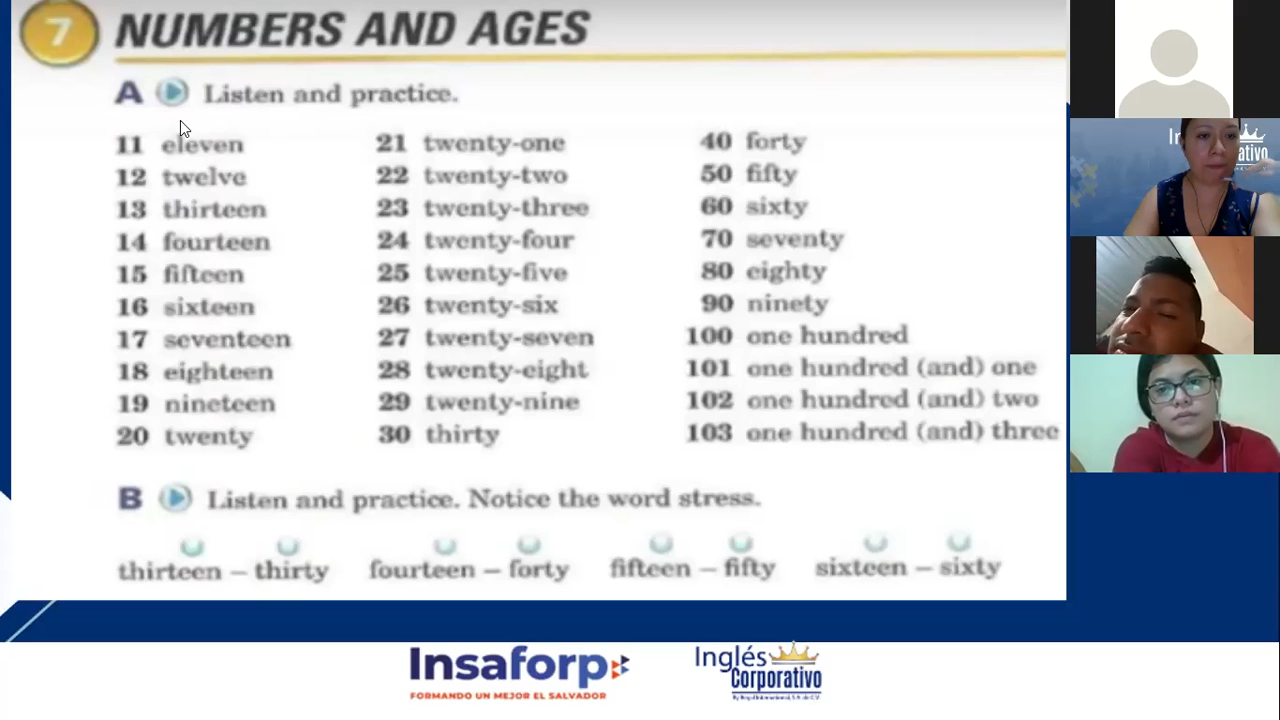 7 NUMBERS AND AGES
A Listen and practice.
11 eleven 21 twenty-one 40 forty
12 twelve 22 twenty-two 50 fifty
13 thirteen 23 twenty-three 60 sixty
14 fourteen 24 twenty-four 70 seventy
15 fifteen 25 twenty-five 80 eighty
16 sixteen 26 twenty-six 90 ninety
17 seventeen 27 twenty-seven 100 one hundred
18 eighteen 28 twenty-eight 101 one hundred (and) one
19 nineteen 29 twenty-nine 102 one hundred (and) two
20 twenty 30 thirty 103 one hundred (and) three
B Listen and practice. Notice the word stress.
thirteen – thirty fourteen – forty fifteen – fifty sixteen – sixty
Insaforp
FORMANDO UN MEJOR EL SALVADOR
Inglés
Corporativo